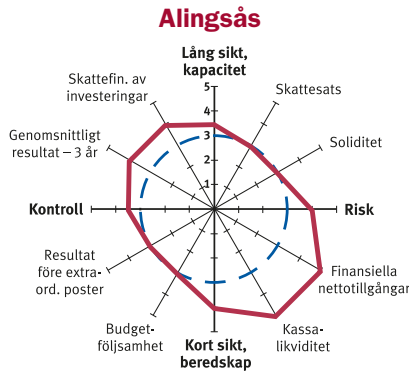 Alingsås
Lång sikt,
kapacitet
Skattefin. av
investeringar
Skattesats
5
4
3
2
1
Genomsnittligt
resultat – 3 år
Soliditet
Kontroll
Risk
Resultat
före extra-
ord. poster
Finansiella
nettotillgångar
Budget-
följsamhet
Kort sikt,
beredskap
Kassa-
likviditet